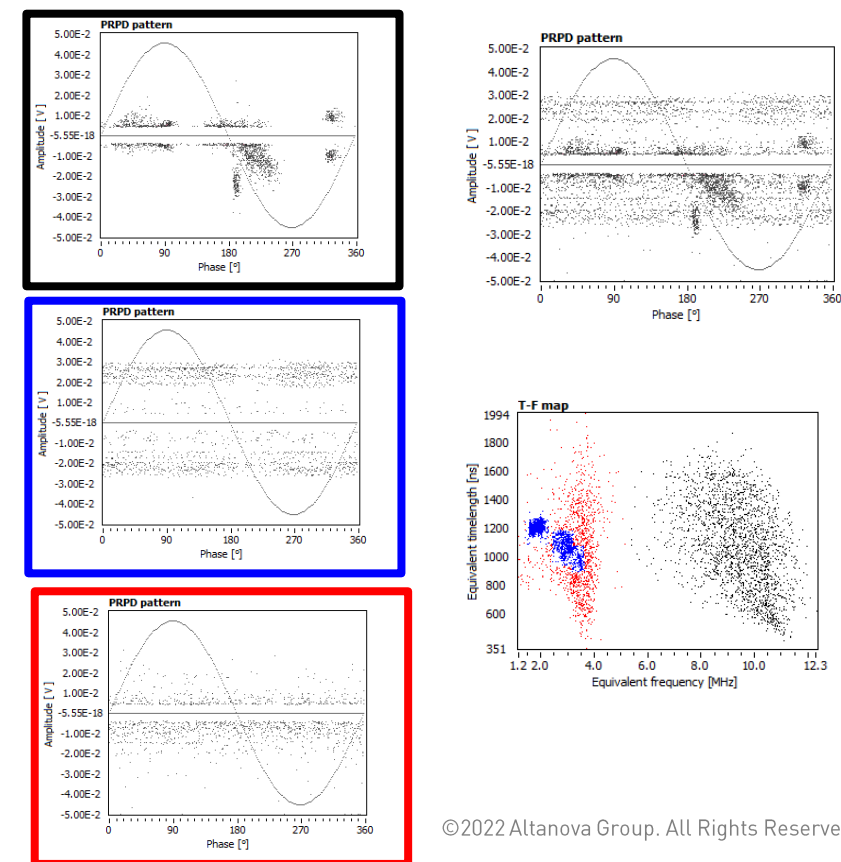 PRPD pattern
5.00E-2
4.00E-2
3.00E-2
2.00E-2
1.00E-2
-5.55E-18
-1.00E-2
-2.00E-2
-3.00E-2
-4.00E-2
-5.00E-2
Amplitude [ V ]
0 90 180 270 360
Phase [°]
PRPD pattern
5.00E-2
4.00E-2
3.00E-2
2.00E-2
1.00E-2
-5.55E-18
-1.00E-2
-2.00E-2
-3.00E-2
-4.00E-2
-5.00E-2
Amplitude [ V ]
0 90 180 270 360
Phase [°]
PRPD pattern
5.00E-2
4.00E-2
3.00E-2
2.00E-2
1.00E-2
-5.55E-18
-1.00E-2
-2.00E-2
-3.00E-2
-4.00E-2
-5.00E-2
Amplitude [ V ]
0 90 180 270 360
Phase [°]
PRPD pattern
5.00E-2
4.00E-2
3.00E-2
2.00E-2
1.00E-2
-5.55E-18
-1.00E-2
-2.00E-2
-3.00E-2
-4.00E-2
-5.00E-2
Amplitude [ V ]
0 90 180 270 360
Phase [°]
T-F map
1994
1800
1600
1400
1200
1000
800
600
351
Equivalent timelength [ns]
1.2 2.0 4.0 6.0 8.0 10.0 12.3
Equivalent frequency [MHz]
©2022 Altanova Group. All Rights Reserve